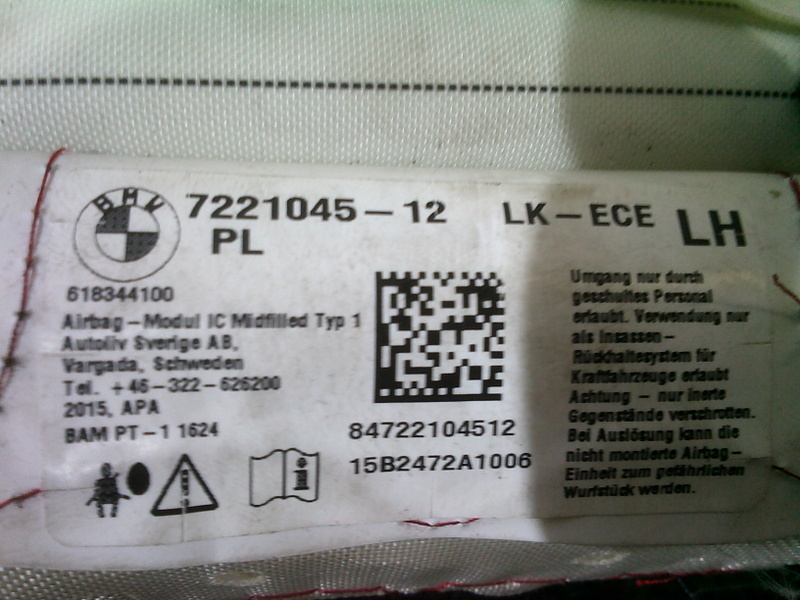 BMW
7221045-12 LK-ECE LH
PL
618344100
Airbag-Modul IC Midfilled Typ 1
Autoliv Sverige AB,
Vargada, Schweden
Tel. +46-322-626200
2015, APA
BAM PT-1 1624
84722104512
15B2472A1006
Umgang nur durch
geschultes Personal
erlaubt. Verwendung nur
als Insassen-
Rückhaltesystem für
Kraftfahrzeuge erlaubt
Achtung - nur inerte
Gegenstände verschrotten.
Bei Auslösung kann die
nicht montierte Airbag-
Einheit zum gefährlichen
Wurfstück werden.